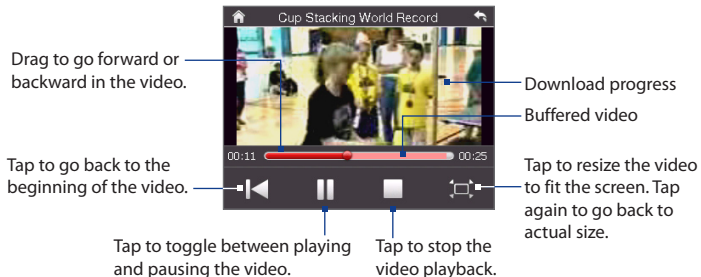 Cup Stacking World Record
Drag to go forward or
backward in the video.
Download progress
Buffered video
00:11
00:25
Tap to go back to the
beginning of the video.
Tap to resize the video
to fit the screen. Tap
again to go back to
actual size.
Tap to toggle between playing
and pausing the video.
Tap to stop the
video playback.